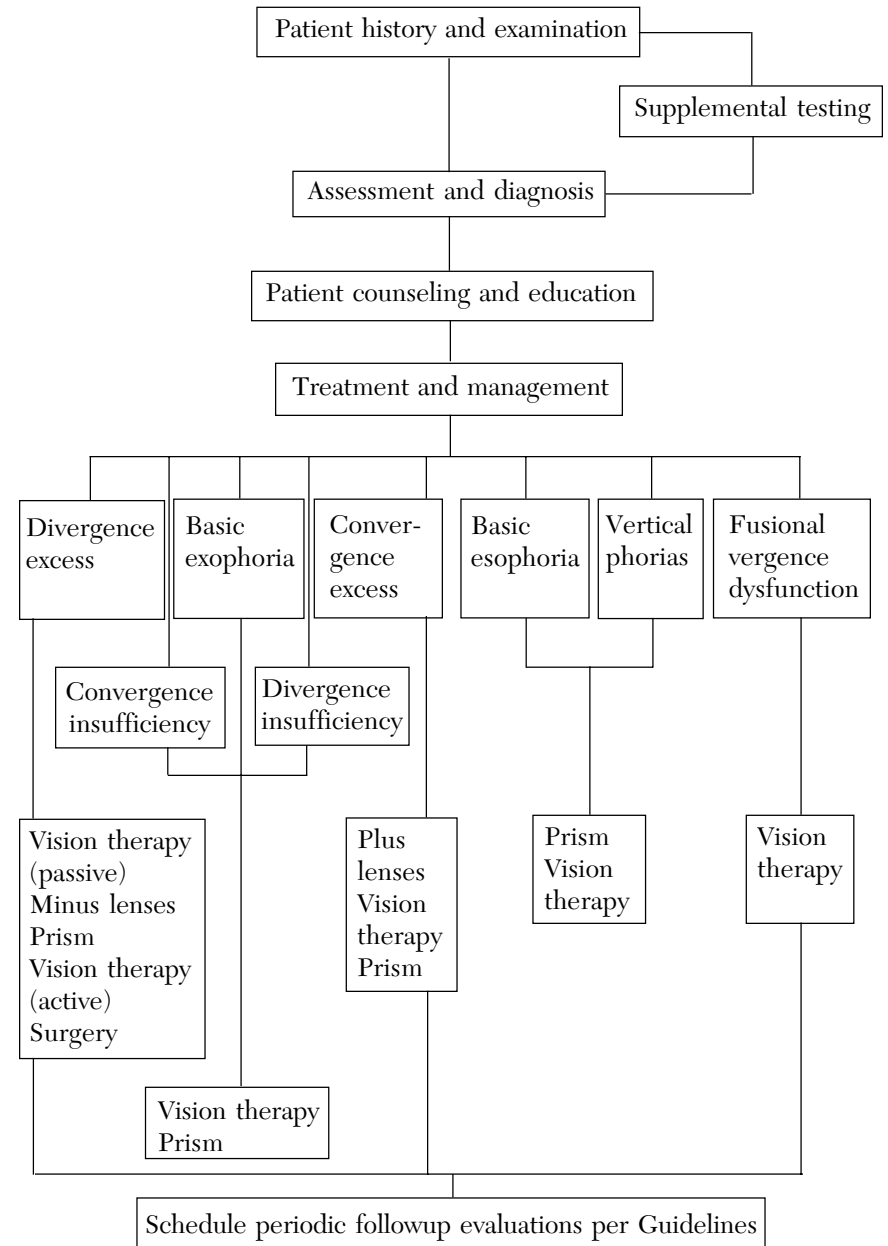 Patient history and examination
Supplemental testing
Assessment and diagnosis
Patient counseling and education
Treatment and management
Divergence
excess
Basic
exophoria
Conver-
gence
excess
Basic
esophoria
Vertical
phorias
Fusional
vergence
dysfunction
Convergence
insufficiency
Divergence
insufficiency
Vision therapy
(passive)
Minus lenses
Prism
Vision therapy
(active)
Surgery
Plus
lenses
Vision
therapy
Prism
Prism
Vision
therapy
Vision
therapy
Vision therapy
Prism
Schedule periodic followup evaluations per Guidelines